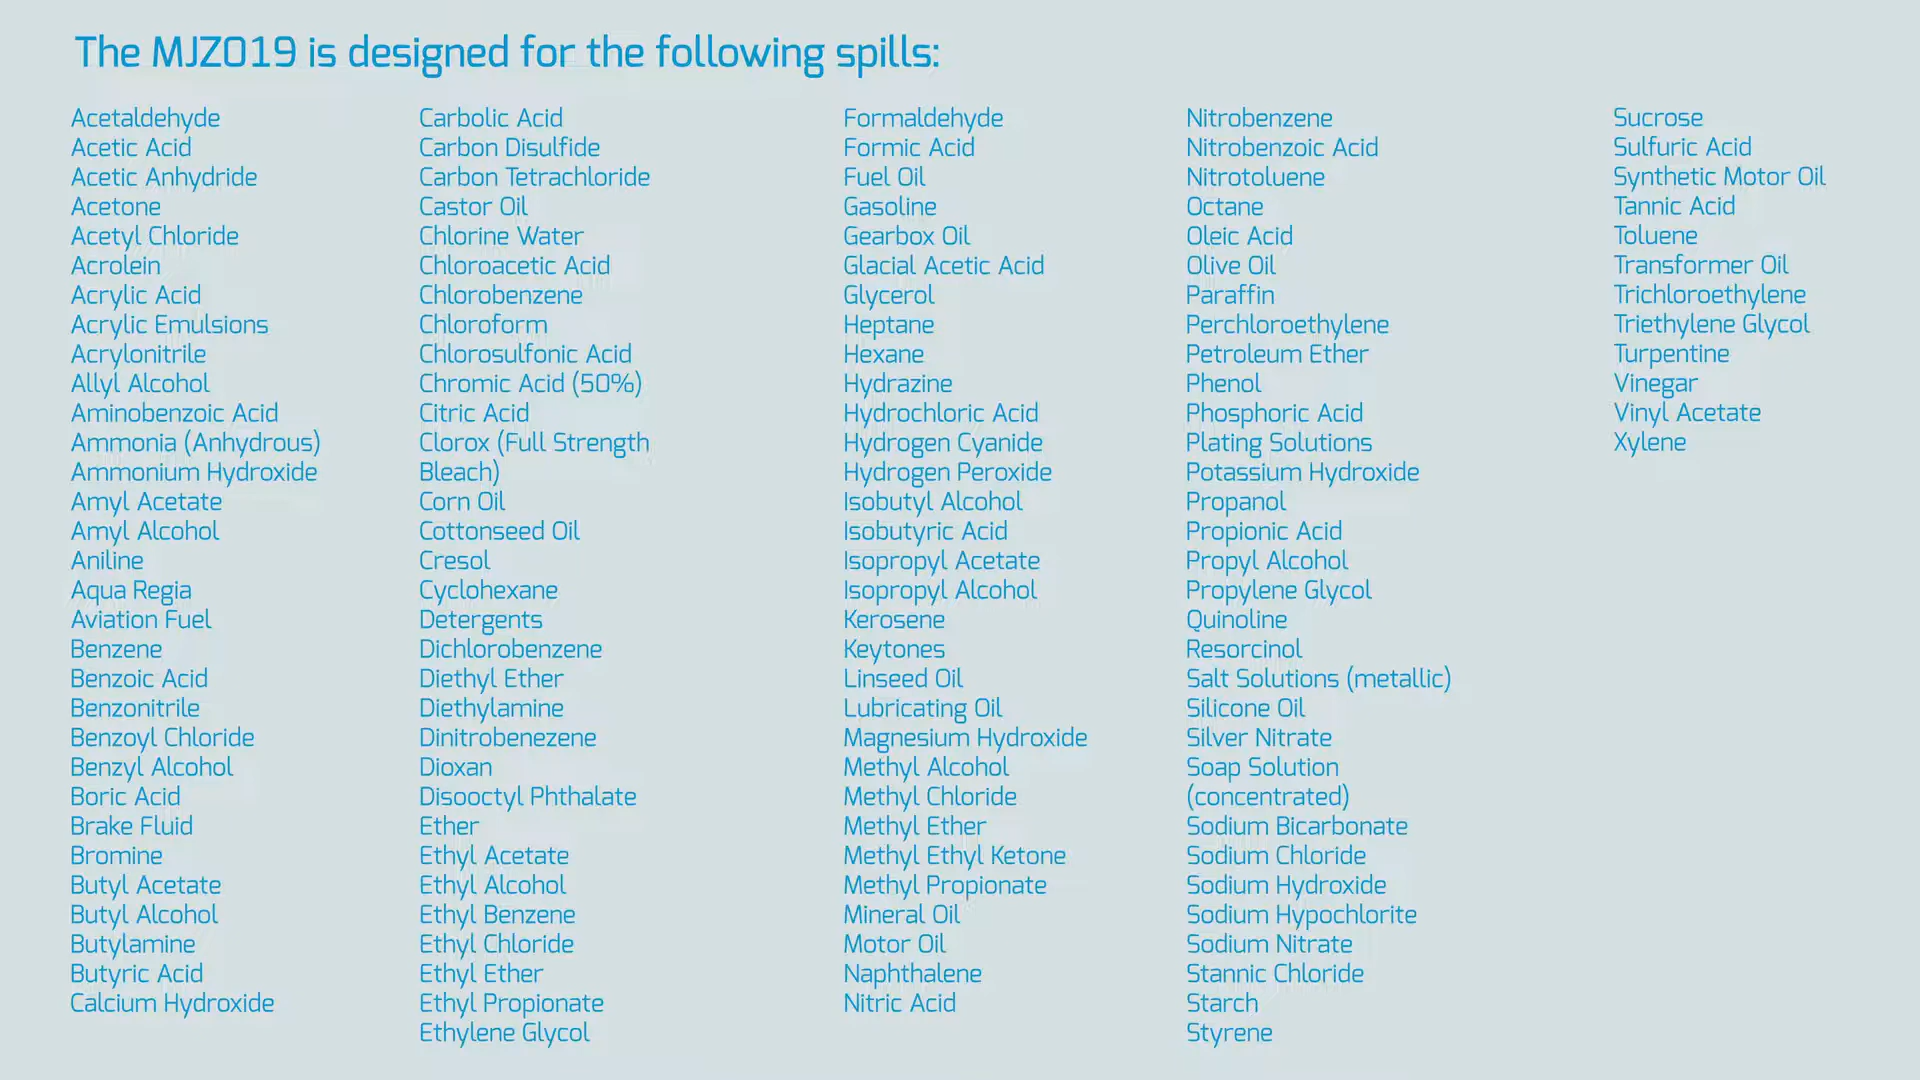 The MJZ019 is designed for the following spills:
Acetaldehyde
Acetic Acid
Acetic Anhydride
Acetone
Acetyl Chloride
Acrolein
Acrylic Acid
Acrylic Emulsions
Acrylonitrile
Allyl Alcohol
Aminobenzoic Acid
Ammonia (Anhydrous)
Ammonium Hydroxide
Amyl Acetate
Amyl Alcohol
Aniline
Aqua Regia
Aviation Fuel
Benzene
Benzoic Acid
Benzonitrile
Benzoyl Chloride
Benzyl Alcohol
Boric Acid
Brake Fluid
Bromine
Butyl Acetate
Butyl Alcohol
Butylamine
Butyric Acid
Calcium Hydroxide
Carbolic Acid
Carbon Disulfide
Carbon Tetrachloride
Castor Oil
Chlorine Water
Chloroacetic Acid
Chlorobenzene
Chloroform
Chlorosulfonic Acid
Chromic Acid (50%)
Citric Acid
Clorox (Full Strength
Bleach)
Corn Oil
Cottonseed Oil
Cresol
Cyclohexane
Detergents
Dichlorobenzene
Diethyl Ether
Diethylamine
Dinitrobenezene
Dioxan
Disooctyl Phthalate
Ether
Ethyl Acetate
Ethyl Alcohol
Ethyl Benzene
Ethyl Chloride
Ethyl Ether
Ethyl Propionate
Ethylene Glycol
Formaldehyde
Formic Acid
Fuel Oil
Gasoline
Gearbox Oil
Glacial Acetic Acid
Glycerol
Heptane
Hexane
Hydrazine
Hydrochloric Acid
Hydrogen Cyanide
Hydrogen Peroxide
Isobutyl Alcohol
Isobutyric Acid
Isopropyl Acetate
Isopropyl Alcohol
Kerosene
Keytones
Linseed Oil
Lubricating Oil
Magnesium Hydroxide
Methyl Alcohol
Methyl Chloride
Methyl Ether
Methyl Ethyl Ketone
Methyl Propionate
Mineral Oil
Motor Oil
Naphthalene
Nitric Acid
Nitrobenzene
Nitrobenzoic Acid
Nitrotoluene
Octane
Oleic Acid
Olive Oil
Paraffin
Perchloroethylene
Petroleum Ether
Phenol
Phosphoric Acid
Plating Solutions
Potassium Hydroxide
Propanol
Propionic Acid
Propyl Alcohol
Propylene Glycol
Quinoline
Resorcinol
Salt Solutions (metallic)
Silicone Oil
Silver Nitrate
Soap Solution
(concentrated)
Sodium Bicarbonate
Sodium Chloride
Sodium Hydroxide
Sodium Hypochlorite
Sodium Nitrate
Stannic Chloride
Starch
Styrene
Sucrose
Sulfuric Acid
Synthetic Motor Oil
Tannic Acid
Toluene
Transformer Oil
Trichloroethylene
Triethylene Glycol
Turpentine
Vinegar
Vinyl Acetate
Xylene